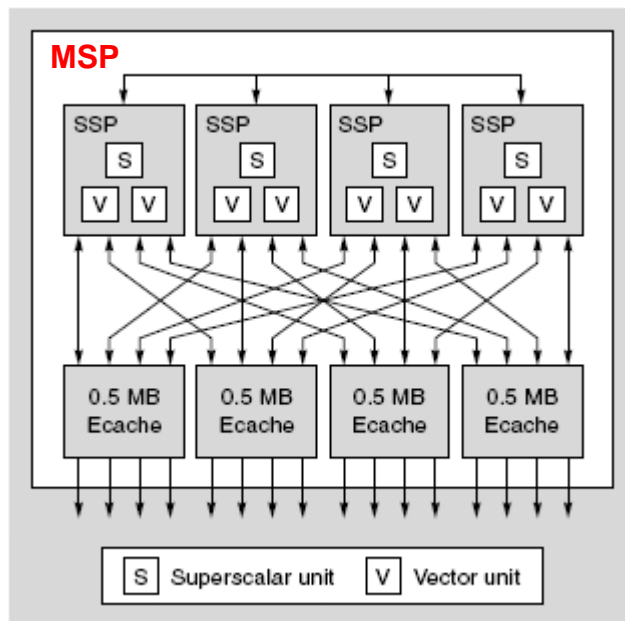 MSP
SSP SSP SSP SSP
S S S S
V V V V V V V V
0.5 MB 0.5 MB 0.5 MB 0.5 MB
Ecache Ecache Ecache Ecache
S Superscalar unit V Vector unit